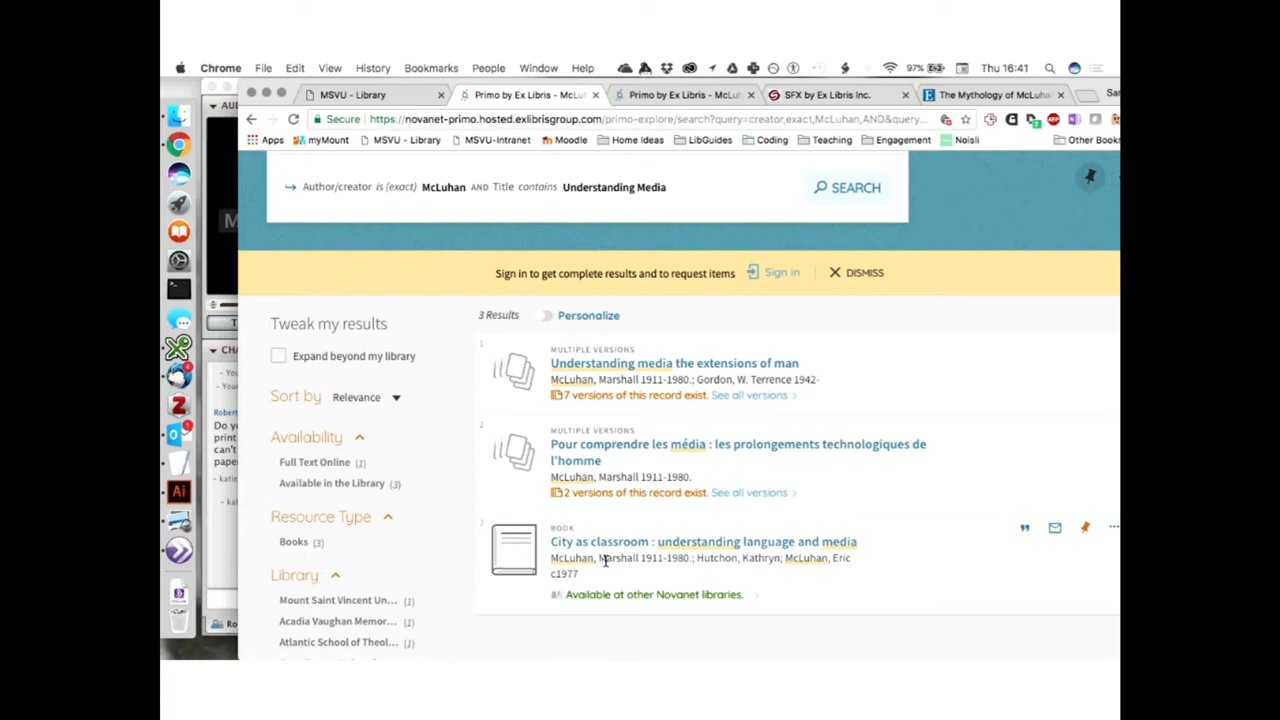 Chrome File Edit View History Bookmarks People Window Help 97% Thu 16:41
MSVU - Library × Primo by Ex Libris - McLu × Primo by Ex Libris - McLu × SFX by Ex Libris Inc. × The Mythology of McLuha ×
Secure https://novanet-primo.hosted.exlibrisgroup.com/primo-explore/search?query=creator,exact,McLuhan,AND&query...
Apps myMount MSVU - Library MSVU-Intranet Moodle Home Ideas LibGuides Coding Teaching Engagement Noisli Other Book
Author/creator is (exact) McLuhan AND Title contains Understanding Media SEARCH
Sign in to get complete results and to request items Sign in DISMISS
Tweak my results
Expand beyond my library
Sort by Relevance
Availability
Full Text Online (1)
Available in the Library (3)
Resource Type
Books (3)
Library
Mount Saint Vincent Un... (1)
Acadia Vaughan Memor... (1)
Atlantic School of Theol... (1)
3 Results Personalize
1
MULTIPLE VERSIONS
Understanding media the extensions of man
McLuhan, Marshall 1911-1980.; Gordon, W. Terrence 1942-
7 versions of this record exist. See all versions
2
MULTIPLE VERSIONS
Pour comprendre les média : les prolongements technologiques de
l'homme
McLuhan, Marshall 1911-1980.
2 versions of this record exist. See all versions
3
BOOK
City as classroom : understanding language and media
McLuhan, Marshall 1911-1980.; Hutchon, Kathryn; McLuhan, Eric
c1977
Available at other Novanet libraries.